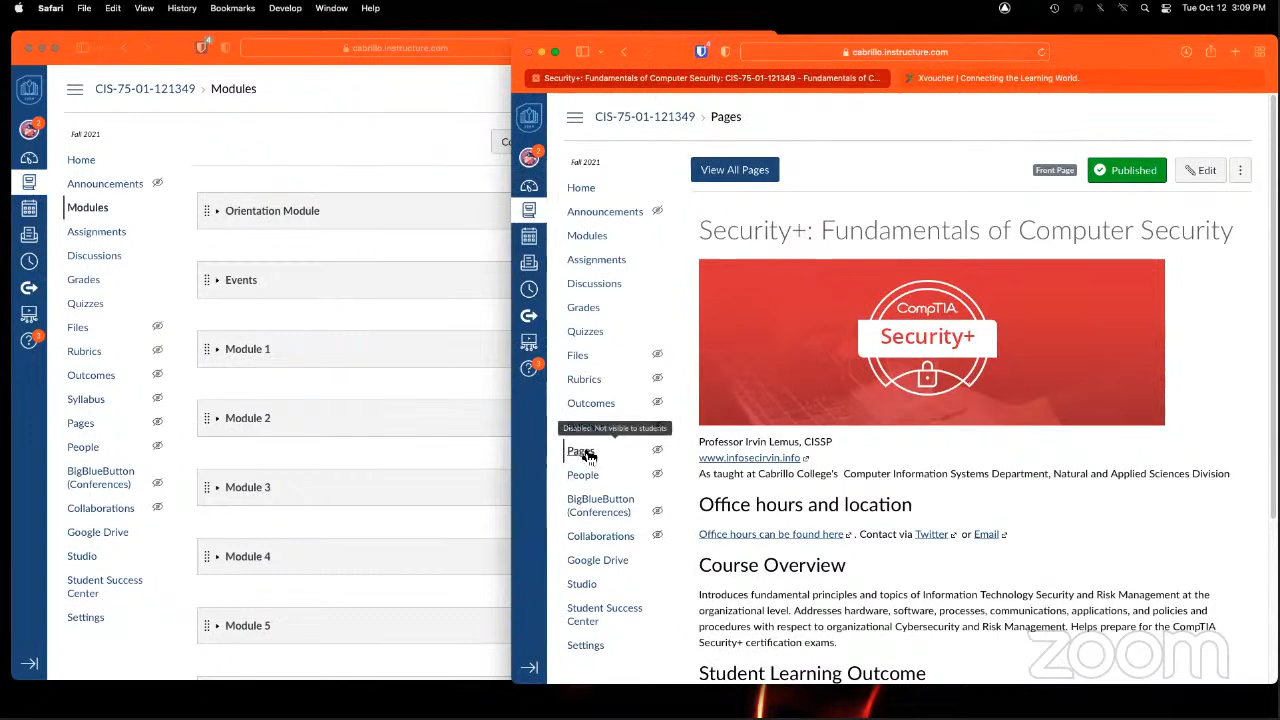 Safari File Edit View History Bookmarks Develop Window Help
Tue Oct 12 3:09 PM
4
cabrillo.instructure.com
2
3
CIS-75-01-121349 › Modules
Fall 2021
Home
Announcements
Modules
Assignments
Discussions
Grades
Quizzes
Files
Rubrics
Outcomes
Syllabus
Pages
People
BigBlueButton
(Conferences)
Collaborations
Google Drive
Studio
Student Success
Center
Settings
Co
Orientation Module
Events
Module 1
Module 2
Module 3
Module 4
Module 5
cabrillo.instructure.com
Security+: Fundamentals of Computer Security: CIS-75-01-121349 - Fundamentals of C...
Xvoucher | Connecting the Learning World.
2
3
CIS-75-01-121349 › Pages
Fall 2021
Home
Announcements
Modules
Assignments
Discussions
Grades
Quizzes
Files
Rubrics
Outcomes
Disabled. Not visible to students
Pages
People
BigBlueButton
(Conferences)
Collaborations
Google Drive
Studio
Student Success
Center
Settings
View All Pages
Front Page
Published
Edit
Security+: Fundamentals of Computer Security
CompTIA.
Security+
Professor Irvin Lemus, CISSP
www.infosecirvin.info
As taught at Cabrillo College's Computer Information Systems Department, Natural and Applied Sciences Division
Office hours and location
Office hours can be found here . Contact via Twitter or Email
Course Overview
Introduces fundamental principles and topics of Information Technology Security and Risk Management at the
organizational level. Addresses hardware, software, processes, communications, applications, and policies and
procedures with respect to organizational Cybersecurity and Risk Management. Helps prepare for the CompTIA
Security+ certification exams.
Student Learning Outcome
zoom